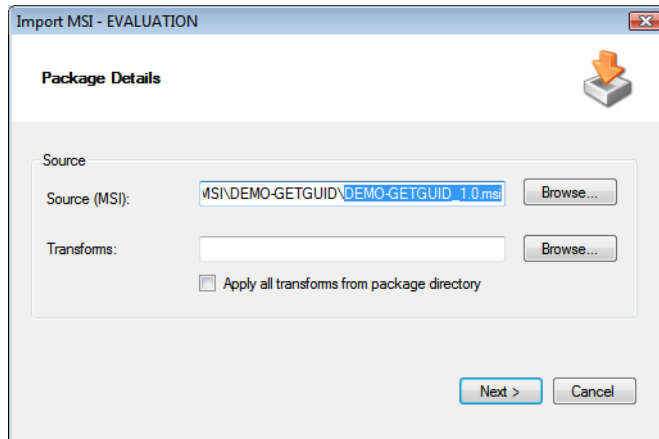 Import MSI - EVALUATION
Package Details
Source
Source (MSI): MSI\DEMO-GETGUID\DEMO-GETGUID_1.0.msi Browse...
Transforms: Browse...
Apply all transforms from package directory
Next > Cancel